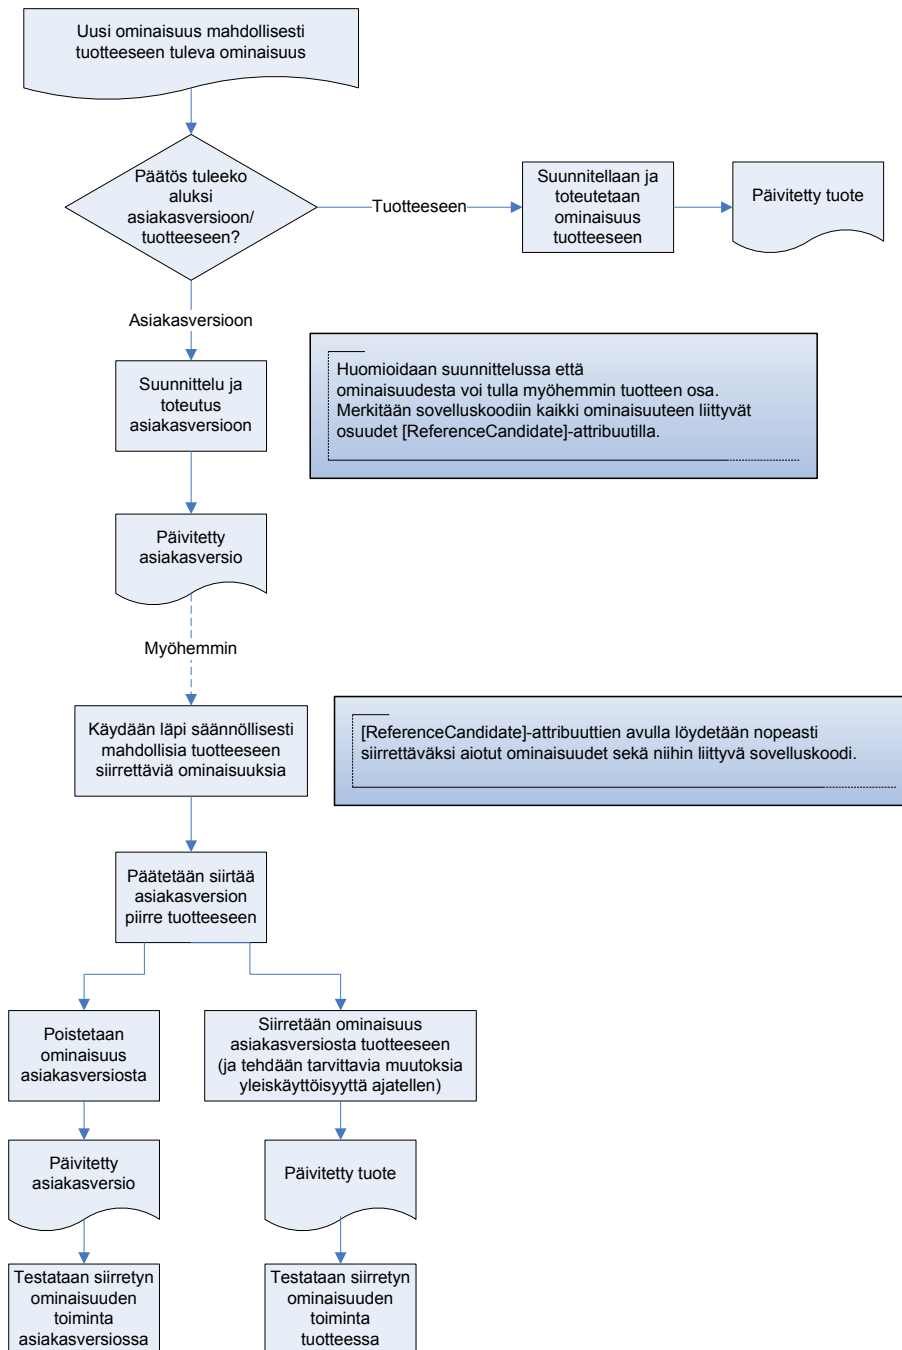 Uusi ominaisuus mahdollisesti
tuotteeseen tuleva ominaisuus
Päätös tuleeko
aluksi
asiakasversioon/
tuotteeseen?
Tuotteeseen
Suunnitellaan ja
toteutetaan
ominaisuus
tuotteeseen
Päivitetty tuote
Asiakasversioon
Suunnittelu ja
toteutus
asiakasversioon
Huomioidaan suunnittelussa että
ominaisuudesta voi tulla myöhemmin tuotteen osa.
Merkitään sovelluskoodiin kaikki ominaisuuteen liittyvät
osuudet [ReferenceCandidate]-attribuutilla.
Päivitetty
asiakasversio
Myöhemmin
Käydään läpi säännöllisesti
mahdollisia tuotteeseen
siirrettäviä ominaisuuksia
[ReferenceCandidate]-attribuuttien avulla löydetään nopeasti
siirrettäväksi aiotut ominaisuudet sekä niihin liittyvä sovelluskoodi.
Päätetään siirtää
asiakasversion
piirre tuotteeseen
Poistetaan
ominaisuus
asiakasversiosta
Siirretään ominaisuus
asiakasversiosta tuotteeseen
(ja tehdään tarvittavia muutoksia
yleiskäyttöisyyttä ajatellen)
Päivitetty
asiakasversio
Päivitetty tuote
Testataan siirretyn
ominaisuuden
toiminta
asiakasversiossa
Testataan siirretyn
ominaisuuden
toiminta
tuotteessa